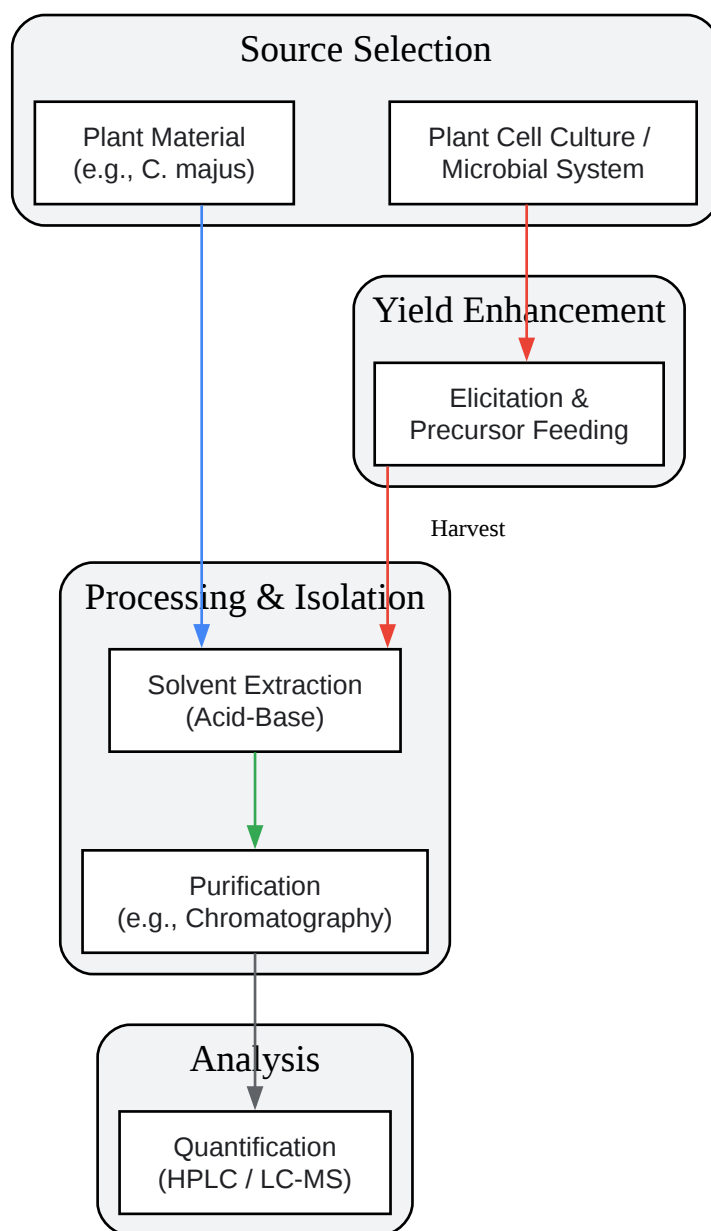 Source Selection
Plant Material
(e.g., C. majus)
Plant Cell Culture /
Microbial System
Yield Enhancement
Elicitation &
Precursor Feeding
Harvest
Processing & Isolation
Solvent Extraction
(Acid-Base)
Purification
(e.g., Chromatography)
Analysis
Quantification
(HPLC / LC-MS)